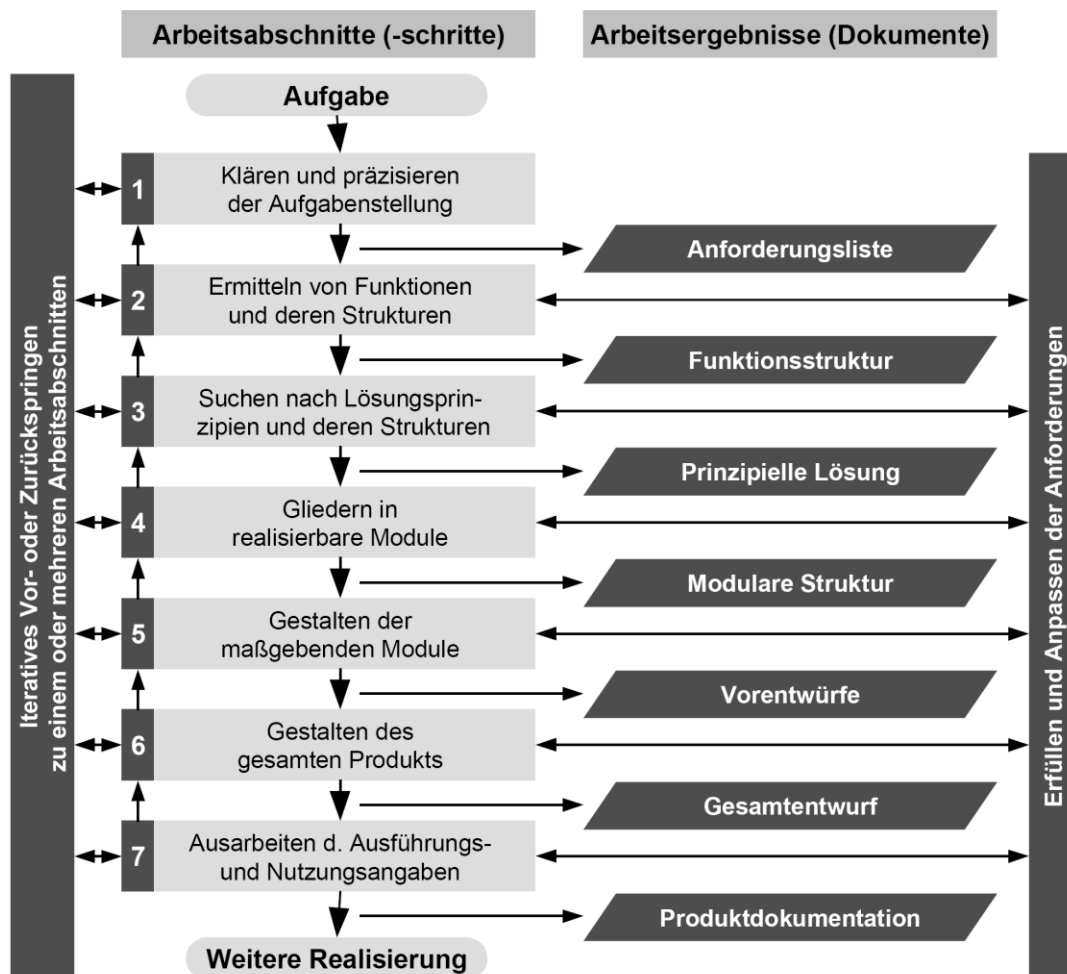 Arbeitsabschnitte (-schritte)
Arbeitsergebnisse (Dokumente)
Iteratives Vor- oder Zurückspringen
zu einem oder mehreren Arbeitsabschnitten
Aufgabe
1
Klären und präzisieren
der Aufgabenstellung
Anforderungsliste
2
Ermitteln von Funktionen
und deren Strukturen
Funktionsstruktur
3
Suchen nach Lösungsprin-
zipien und deren Strukturen
Prinzipielle Lösung
4
Gliedern in
realisierbare Module
Modulare Struktur
5
Gestalten der
maßgebenden Module
Vorentwürfe
6
Gestalten des
gesamten Produkts
Gesamtentwurf
7
Ausarbeiten d. Ausführungs-
und Nutzungsangaben
Produktdokumentation
Weitere Realisierung
Erfüllen und Anpassen der Anforderungen